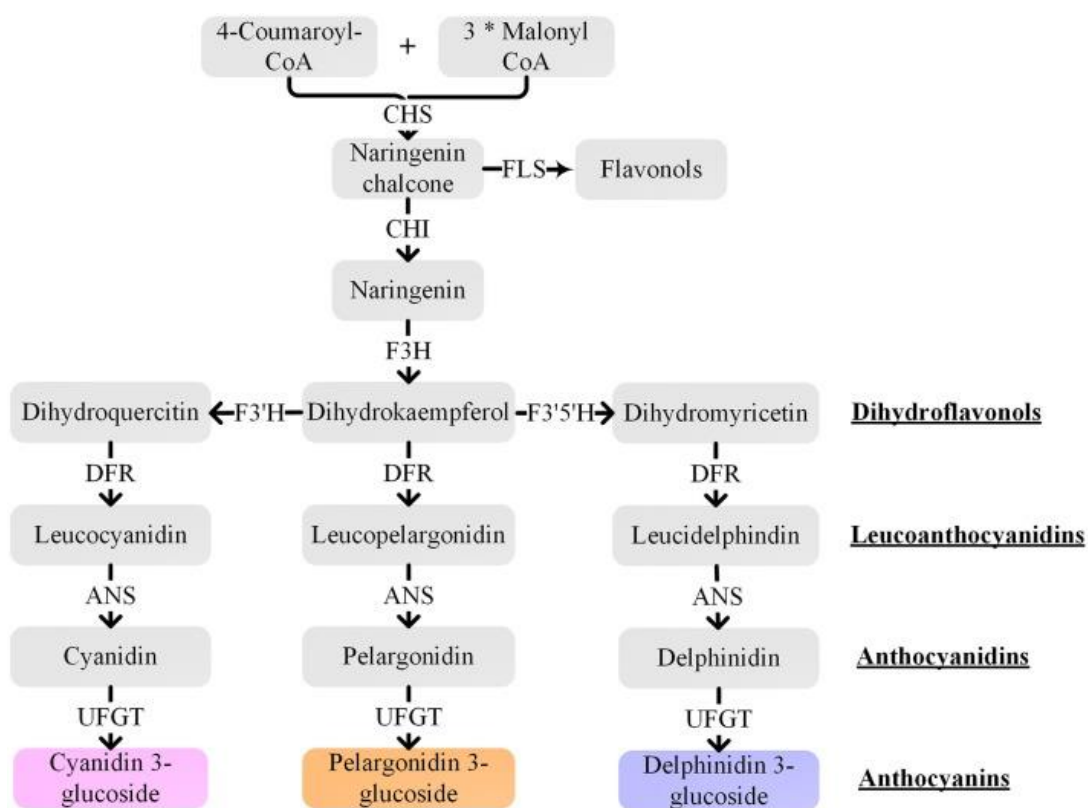 4-Coumaroyl-
CoA
+
3 * Malonyl
CoA
CHS
Naringenin
chalcone
FLS
Flavonols
CHI
Naringenin
F3H
Dihydroquercitin
F3'H
Dihydrokaempferol
F3'5'H
Dihydromyricetin
Dihydroflavonols
DFR
DFR
DFR
Leucocyanidin
Leucopelargonidin
Leucidelphindin
Leucoanthocyanidins
ANS
ANS
ANS
Cyanidin
Pelargonidin
Delphinidin
Anthocyanidins
UFGT
UFGT
UFGT
Cyanidin 3-
glucoside
Pelargonidin 3-
glucoside
Delphinidin 3-
glucoside
Anthocyanins